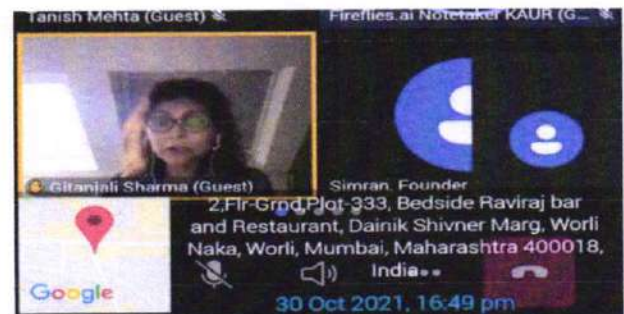 Tanish Mehta (Guest)
Fireflies.ai Notetaker KAUR (G...
Gitanjali Sharma (Guest)
Simran, Founder
2,Flr-Grnd,Plot-333, Bedside Raviraj bar
and Restaurant, Dainik Shivner Marg, Worli
Naka, Worli, Mumbai, Maharashtra 400018,
India
Google
30 Oct 2021, 16:49 pm